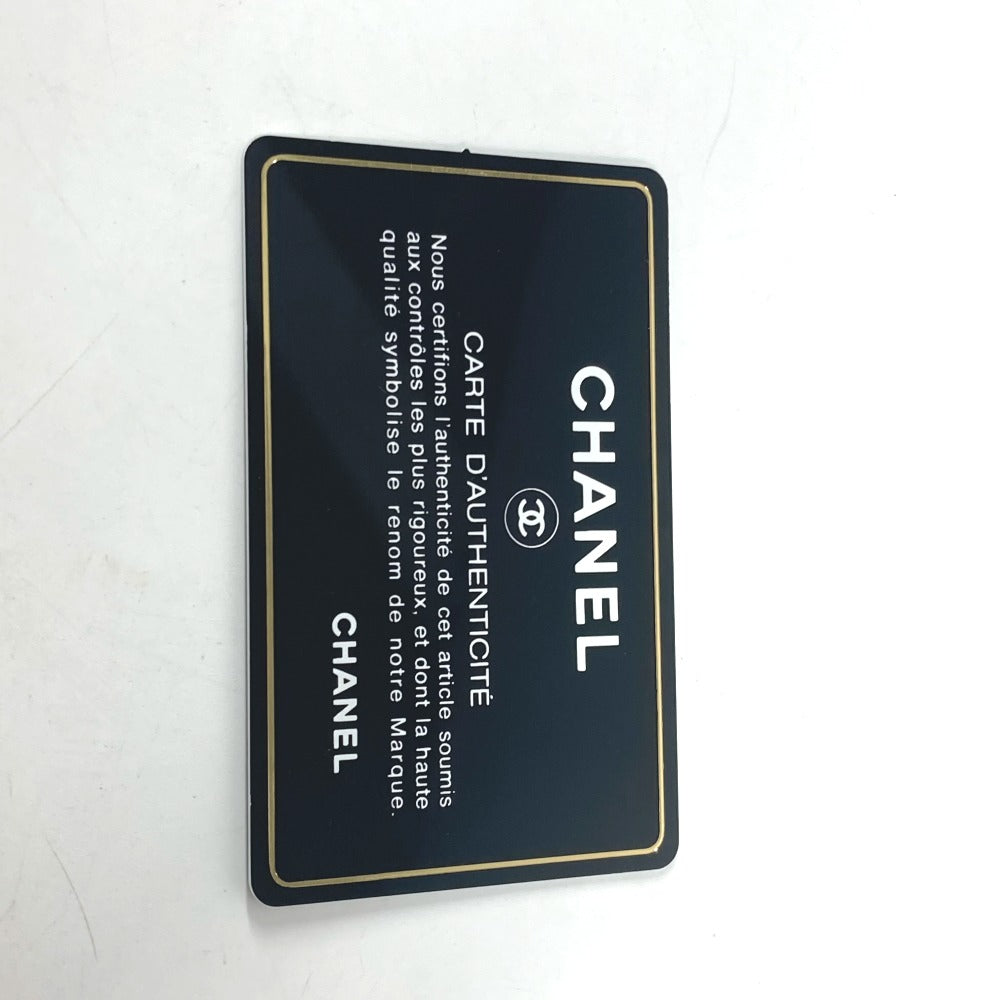 CHANEL
CARTE D'AUTHENTICITÉ
Nous certifions l'authenticité de cet article soumis
aux contrôles les plus rigoureux, et dont la haute
qualité symbolise le renom de notre Marque.
CHANEL